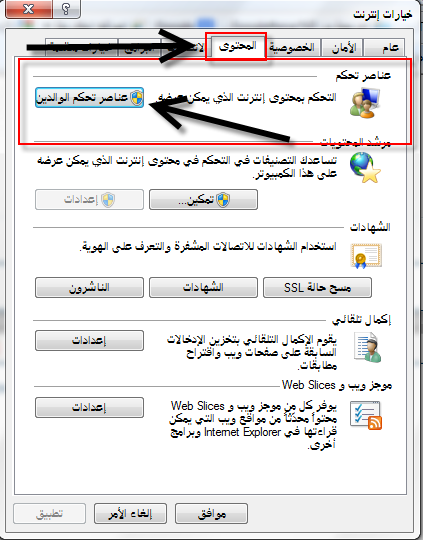 خيارات إنترنت
عام
الأمان
الخصوصية
المحتوى
عناصر تحكم
التحكم بمحتوى إنترنت الذي يمكن عرضه
عناصر تحكم الوالدين
مرشد المحتويات
تساعدك التصنيفات في التحكم في محتوى إنترنت الذي يمكن عرضه
على هذا الكمبيوتر.
تمكين...
إعدادات
الشهادات
استخدام الشهادات للاتصالات المشفرة والتعرف على الهوية.
مسح حالة SSL
الشهادات
الناشرون
إكمال تلقائي
يقوم الإكمال التلقائي بتخزين الإدخالات
السابقة على صفحات ويب واقتراح
مطابقات.
إعدادات
موجز ويب و Web Slices
يوفر كل من موجز ويب و Web Slices
محتوىً محدثاً من مواقع ويب التي يمكن
قراءتها في Internet Explorer وبرامج
أخرى.
إعدادات
موافق
إلغاء الأمر
تطبيق